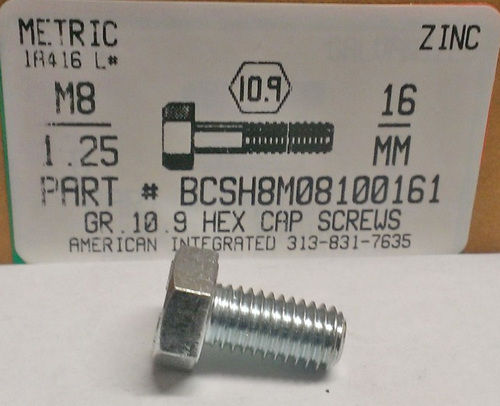 METRIC
ZINC
1A416 L#
10.9
M8
1.25
16
MM
PART # BCSH8M08100161
GR.10.9 HEX CAP SCREWS
AMERICAN INTEGRATED 313-831-7635